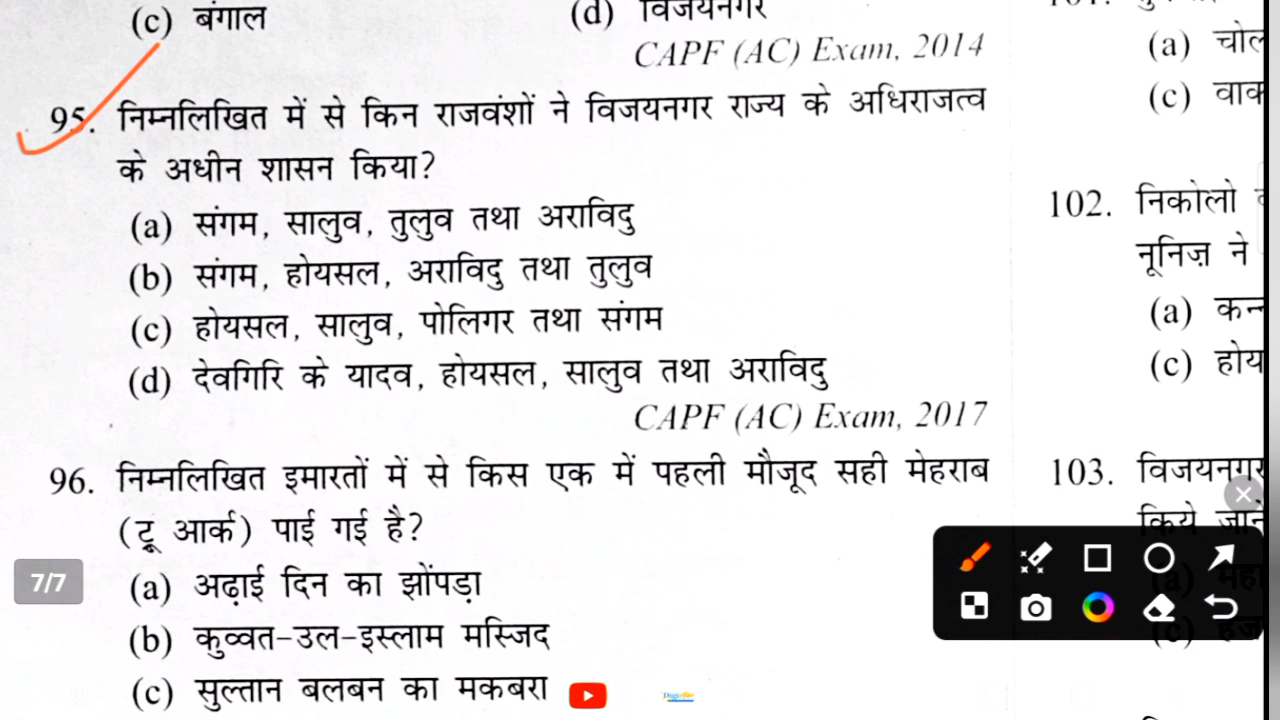 (c) बंगाल
(d) विजयनगर
CAPF (AC) Exam, 2014
95. निम्नलिखित में से किन राजवंशों ने विजयनगर राज्य के अधिराजत्व
के अधीन शासन किया?
(a) संगम, सालुव, तुलुव तथा अराविदु
(b) संगम, होयसल, अराविदु तथा तुलुव
(c) होयसल, सालुव, पोलिगर तथा संगम
(d) देवगिरि के यादव, होयसल, सालुव तथा अराविदु
CAPF (AC) Exam, 2017
96. निम्नलिखित इमारतों में से किस एक में पहली मौजूद सही मेहराब
(ट्रू आर्क) पाई गई है?
(a) अढ़ाई दिन का झोंपड़ा
(b) कुव्वत-उल-इस्लाम मस्जिद
(c) सुल्तान बलबन का मकबरा
(a) चोल
(c) वाक
102. निकोलो
नूनिज़ ने
(a) कन्न
(c) होय
103. विजयनगर
किये जाने
(a) महा
(c) हज
7/7